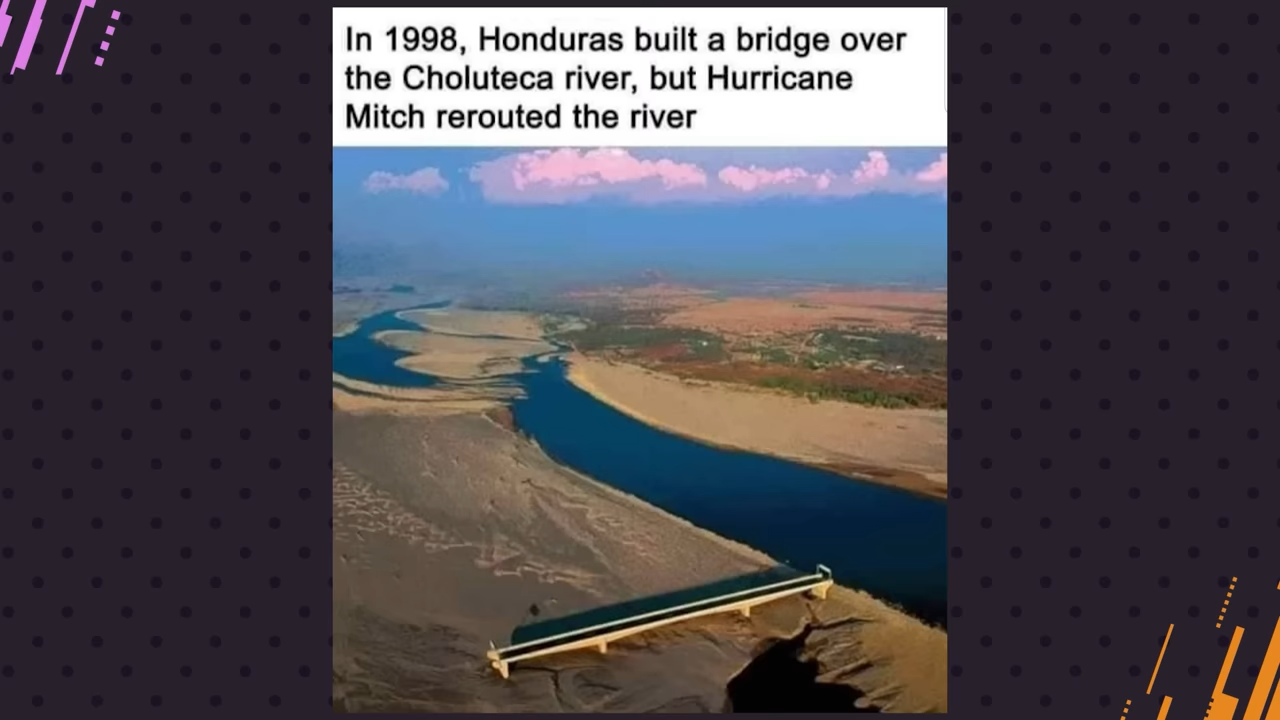 In 1998, Honduras built a bridge over
the Choluteca river, but Hurricane
Mitch rerouted the river